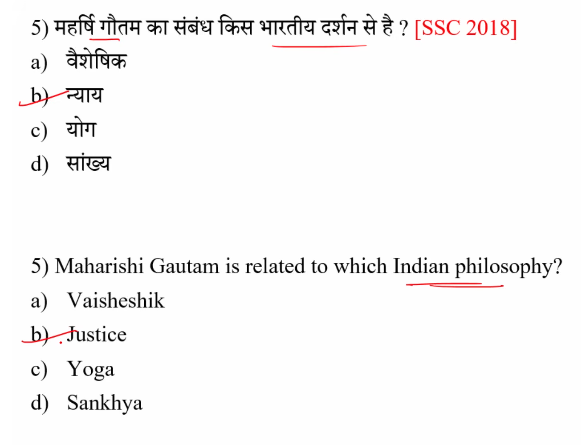 5) महर्षि गौतम का संबंध किस भारतीय दर्शन से है ? [SSC 2018]
a) वैशेषिक
b) न्याय
c) योग
d) सांख्य
5) Maharishi Gautam is related to which Indian philosophy?
a) Vaisheshik
b) Justice
c) Yoga
d) Sankhya